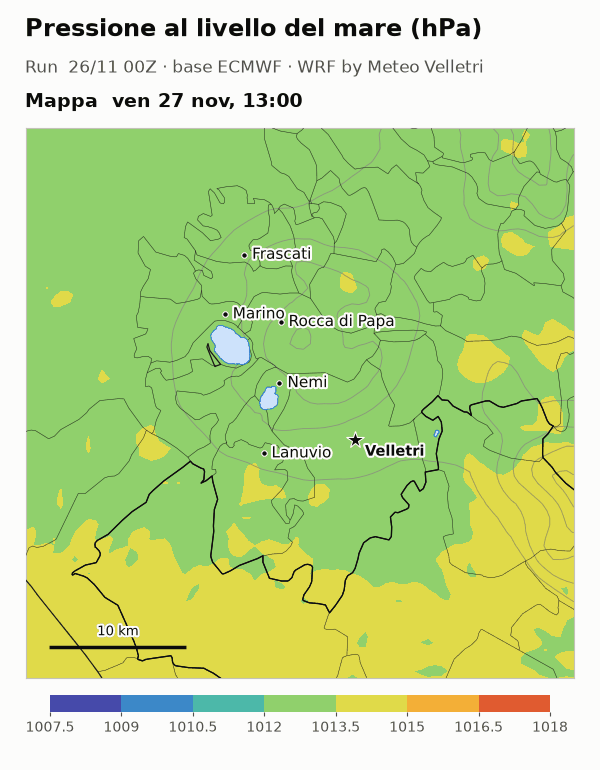 Pressione al livello del mare (hPa)
Run  26/11 00Z · base ECMWF · WRF by Meteo Velletri
Mappa  ven 27 nov, 13:00
Frascati
Marino
Rocca di Papa
Nemi
Velletri
Lanuvio
10 km
1007.5 1009 1010.5 1012 1013.5 1015 1016.5 1018